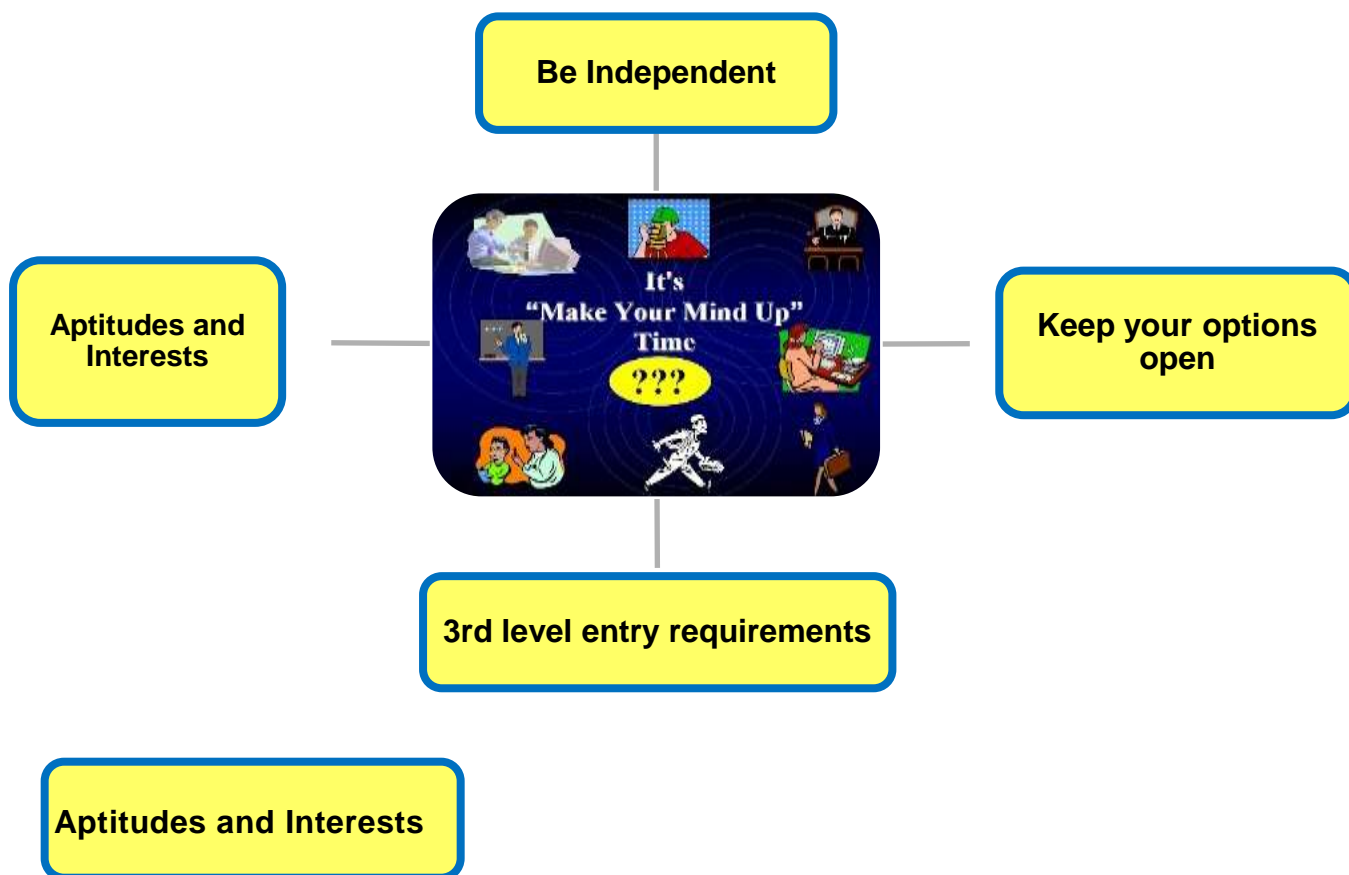 Be Independent
It's
“Make Your Mind Up”
Time
???
Aptitudes and
Interests
Keep your options
open
3rd level entry requirements
Aptitudes and Interests